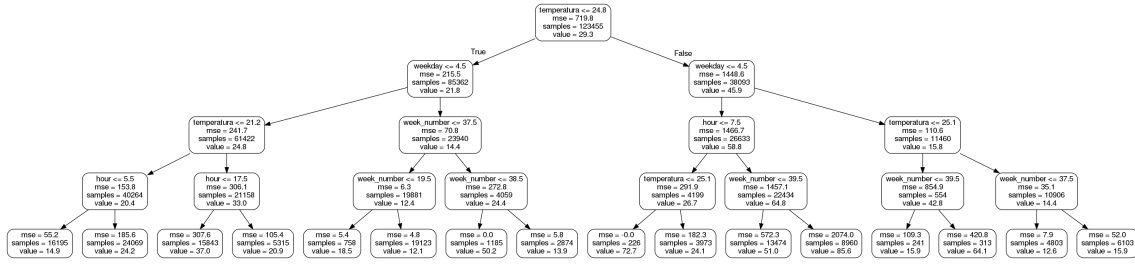 temperatura <= 24.8
mse = 719.8
samples = 123455
value = 29.3
True
False
weekday <= 4.5
mse = 215.5
samples = 85362
value = 21.8
weekday <= 4.5
mse = 1448.6
samples = 38093
value = 45.9
temperatura <= 21.2
mse = 241.7
samples = 61422
value = 24.8
week_number <= 37.5
mse = 70.8
samples = 23940
value = 14.4
hour <= 7.5
mse = 1466.7
samples = 26633
value = 58.8
temperatura <= 25.1
mse = 110.6
samples = 11460
value = 15.8
hour <= 5.5
mse = 153.8
samples = 40264
value = 20.4
hour <= 17.5
mse = 306.1
samples = 21158
value = 33.0
week_number <= 19.5
mse = 6.3
samples = 19881
value = 12.4
week_number <= 38.5
mse = 272.8
samples = 4059
value = 24.4
temperatura <= 25.1
mse = 291.9
samples = 4199
value = 26.7
week_number <= 39.5
mse = 1457.1
samples = 22434
value = 64.8
week_number <= 39.5
mse = 854.9
samples = 554
value = 42.8
week_number <= 37.5
mse = 35.1
samples = 10906
value = 14.4
mse = 55.2
samples = 16195
value = 14.9
mse = 185.6
samples = 24069
value = 24.2
mse = 307.6
samples = 15843
value = 37.0
mse = 105.4
samples = 5315
value = 20.9
mse = 5.4
samples = 758
value = 18.5
mse = 4.8
samples = 19123
value = 12.1
mse = 0.0
samples = 1185
value = 50.2
mse = 5.8
samples = 2874
value = 13.9
mse = -0.0
samples = 226
value = 72.7
mse = 182.3
samples = 3973
value = 24.1
mse = 572.3
samples = 13474
value = 51.0
mse = 2074.0
samples = 8960
value = 85.6
mse = 109.3
samples = 241
value = 15.9
mse = 420.8
samples = 313
value = 64.1
mse = 7.9
samples = 4803
value = 12.6
mse = 52.0
samples = 6103
value = 15.9